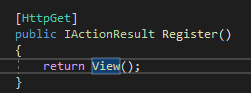 [HttpGet]
public IActionResult Register()
{
return View();
}